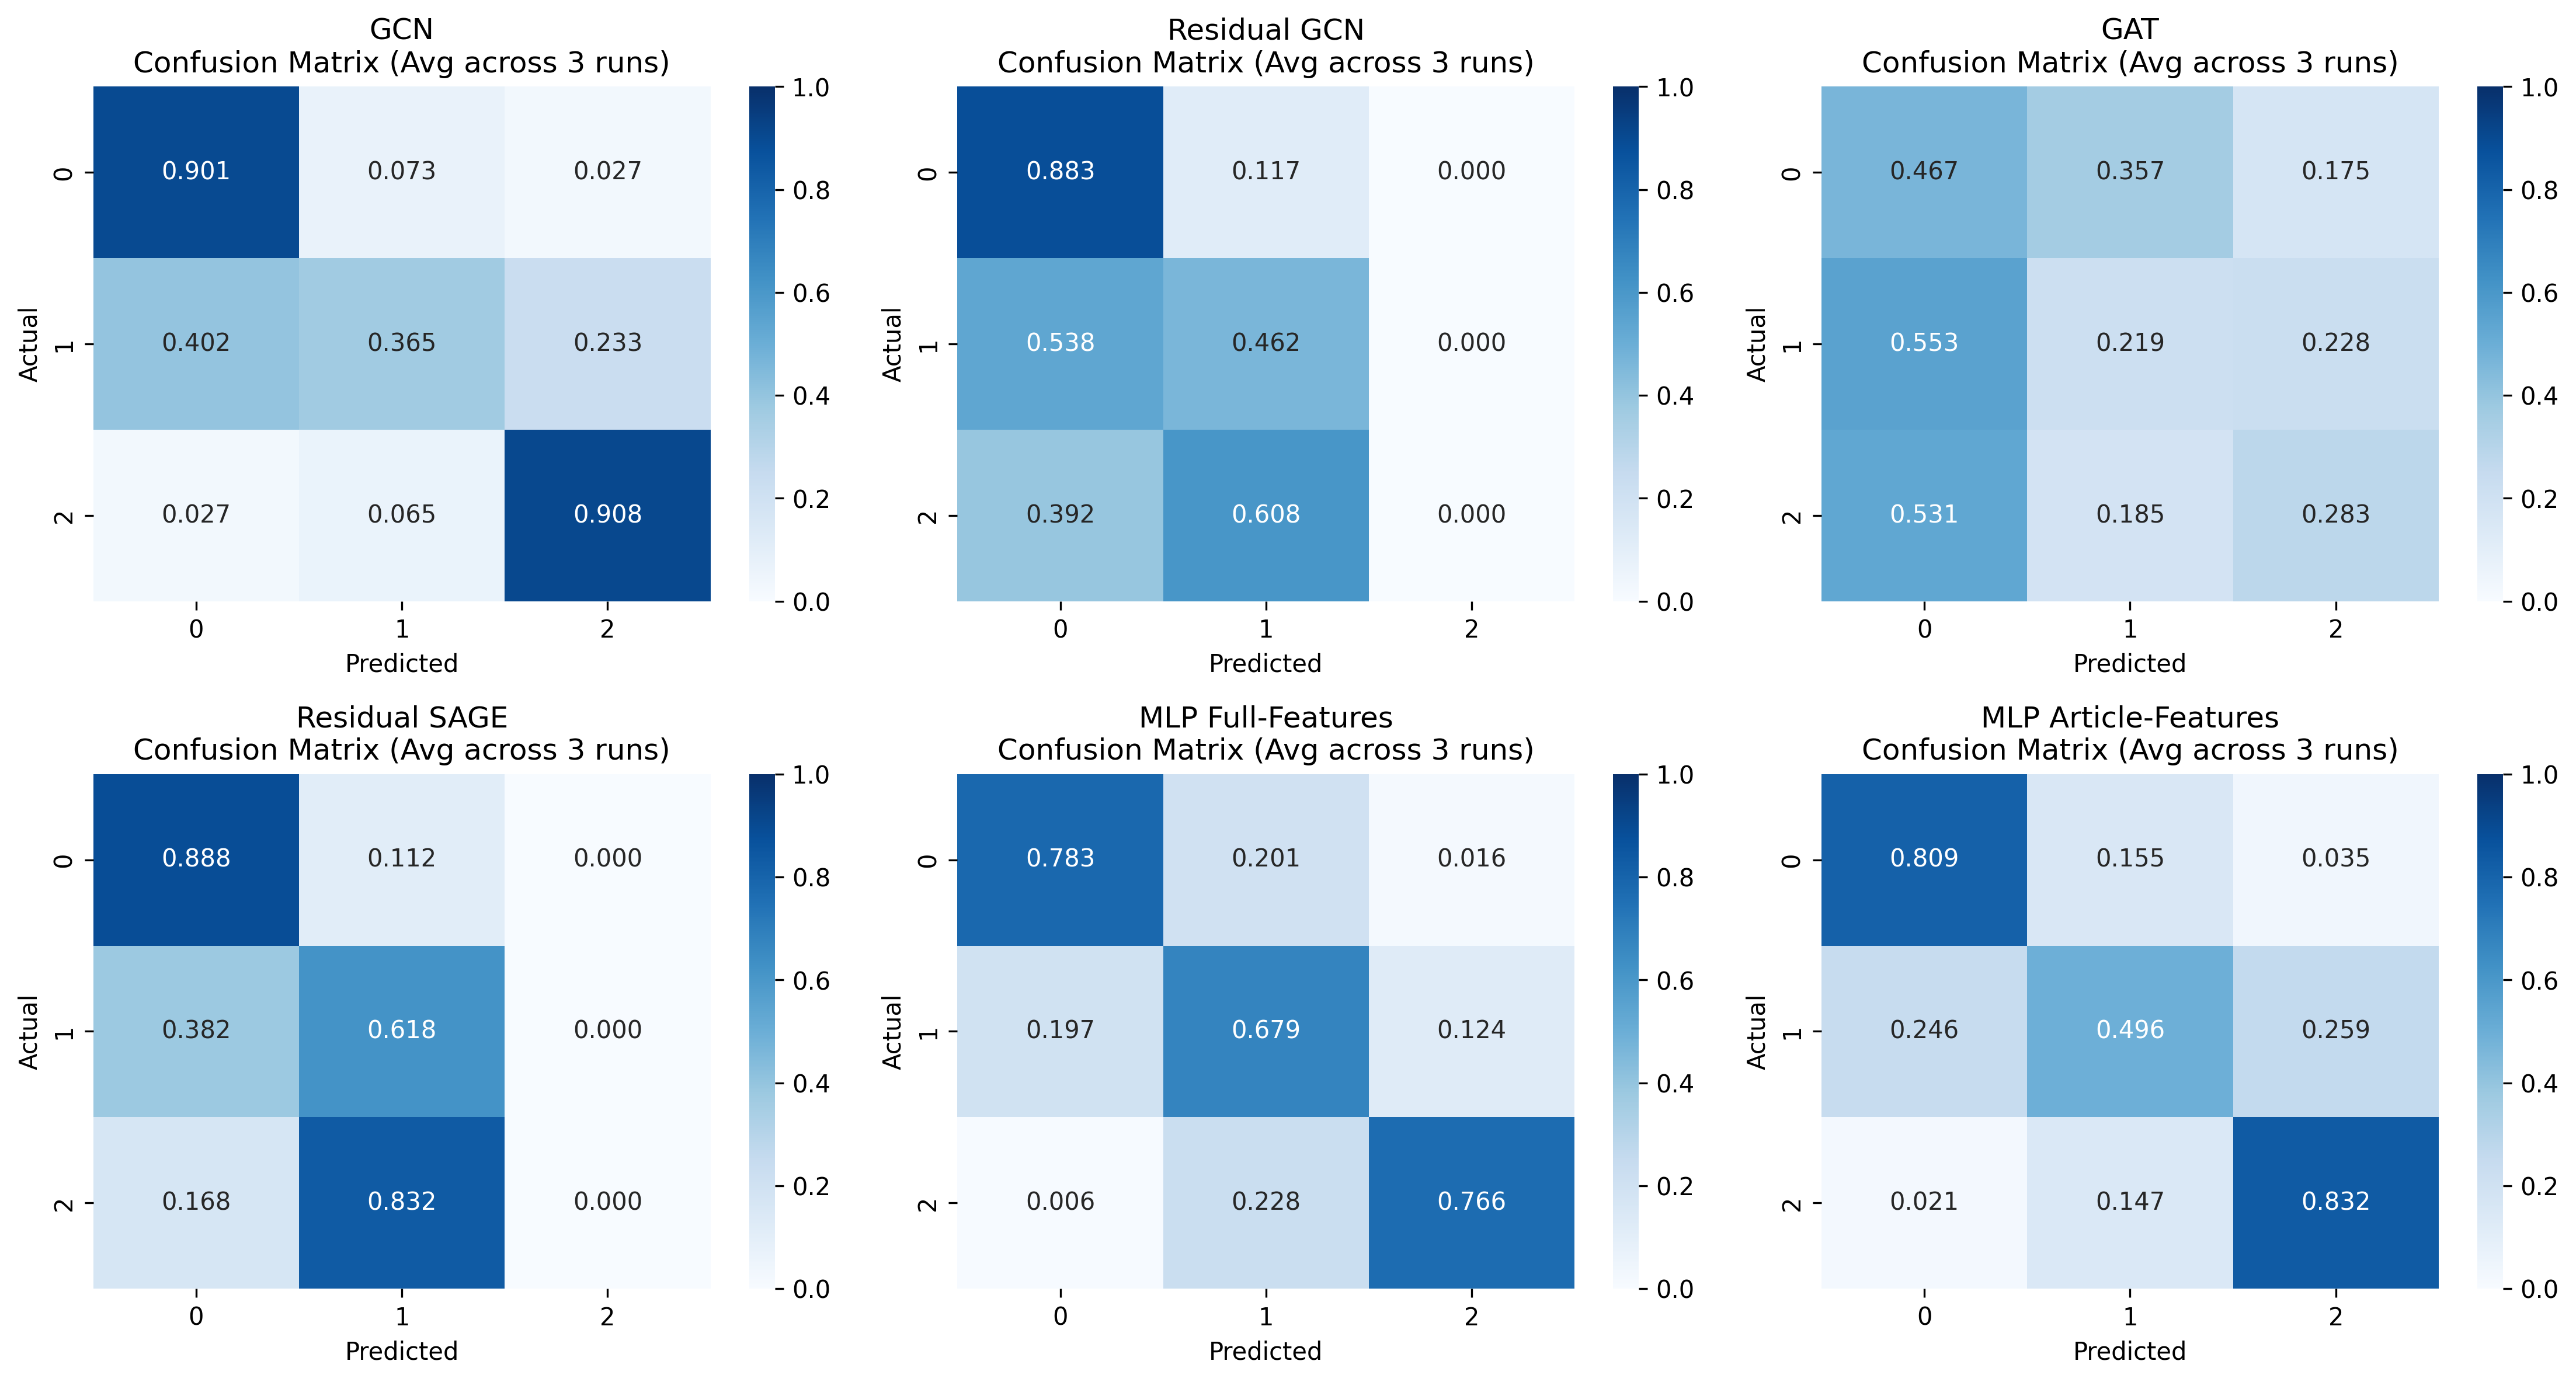 GCN
Confusion Matrix (Avg across 3 runs)
Actual
0
0.901 0.073 0.027
1
0.402 0.365 0.233
2
0.027 0.065 0.908
0 1 2
Predicted
1.0
0.8
0.6
0.4
0.2
0.0
Residual GCN
Confusion Matrix (Avg across 3 runs)
Actual
0
0.883 0.117 0.000
1
0.538 0.462 0.000
2
0.392 0.608 0.000
0 1 2
Predicted
1.0
0.8
0.6
0.4
0.2
0.0
GAT
Confusion Matrix (Avg across 3 runs)
Actual
0
0.467 0.357 0.175
1
0.553 0.219 0.228
2
0.531 0.185 0.283
0 1 2
Predicted
1.0
0.8
0.6
0.4
0.2
0.0
Residual SAGE
Confusion Matrix (Avg across 3 runs)
Actual
0
0.888 0.112 0.000
1
0.382 0.618 0.000
2
0.168 0.832 0.000
0 1 2
Predicted
1.0
0.8
0.6
0.4
0.2
0.0
MLP Full-Features
Confusion Matrix (Avg across 3 runs)
Actual
0
0.783 0.201 0.016
1
0.197 0.679 0.124
2
0.006 0.228 0.766
0 1 2
Predicted
1.0
0.8
0.6
0.4
0.2
0.0
MLP Article-Features
Confusion Matrix (Avg across 3 runs)
Actual
0
0.809 0.155 0.035
1
0.246 0.496 0.259
2
0.021 0.147 0.832
0 1 2
Predicted
1.0
0.8
0.6
0.4
0.2
0.0